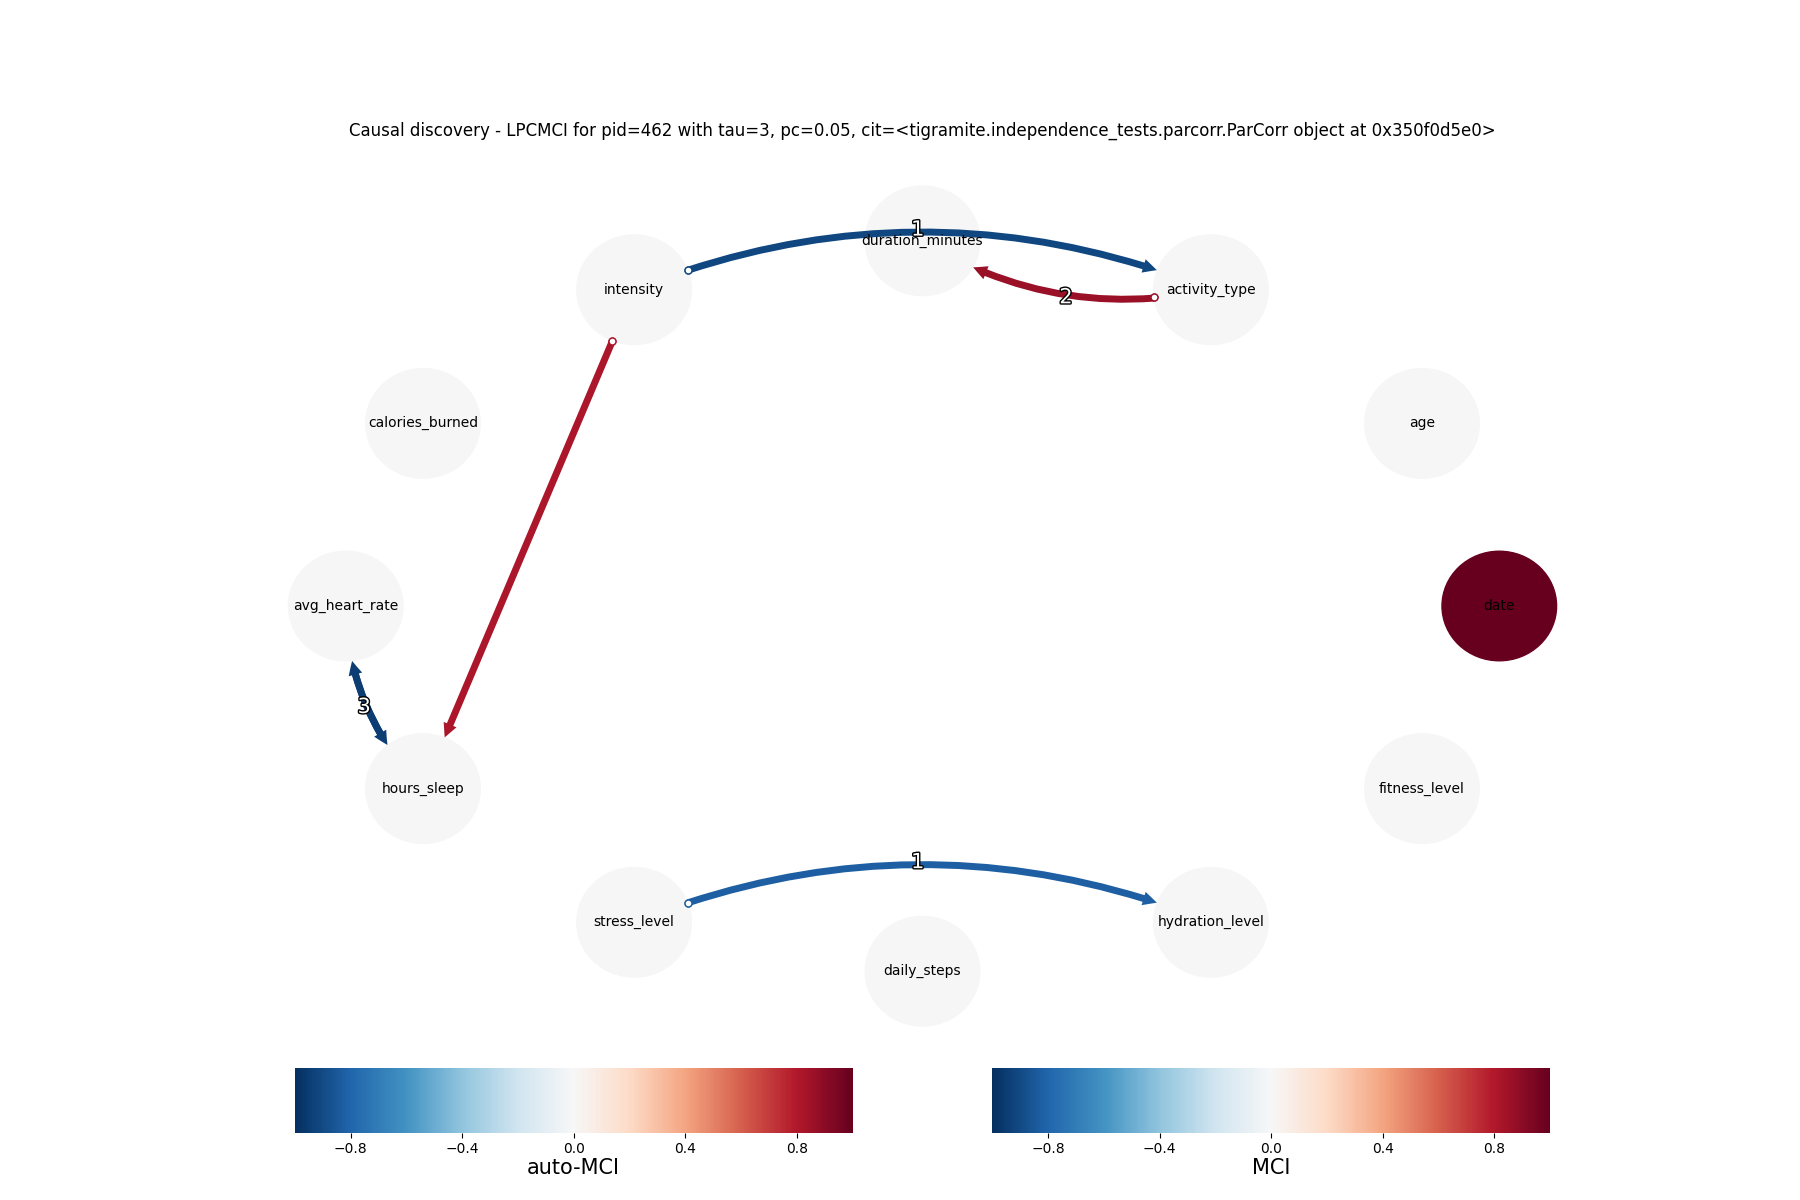 Causal discovery - LPCMCI for pid=462 with tau=3, pc=0.05, cit=<tigramite.independence_tests.parcorr.ParCorr object at 0x350f0d5e0>
1
duration_minutes
intensity
activity_type
2
calories_burned
age
avg_heart_rate
date
3
hours_sleep
fitness_level
1
stress_level
hydration_level
daily_steps
−0.8 −0.4 0.0 0.4 0.8
auto-MCI
−0.8 −0.4 0.0 0.4 0.8
MCI